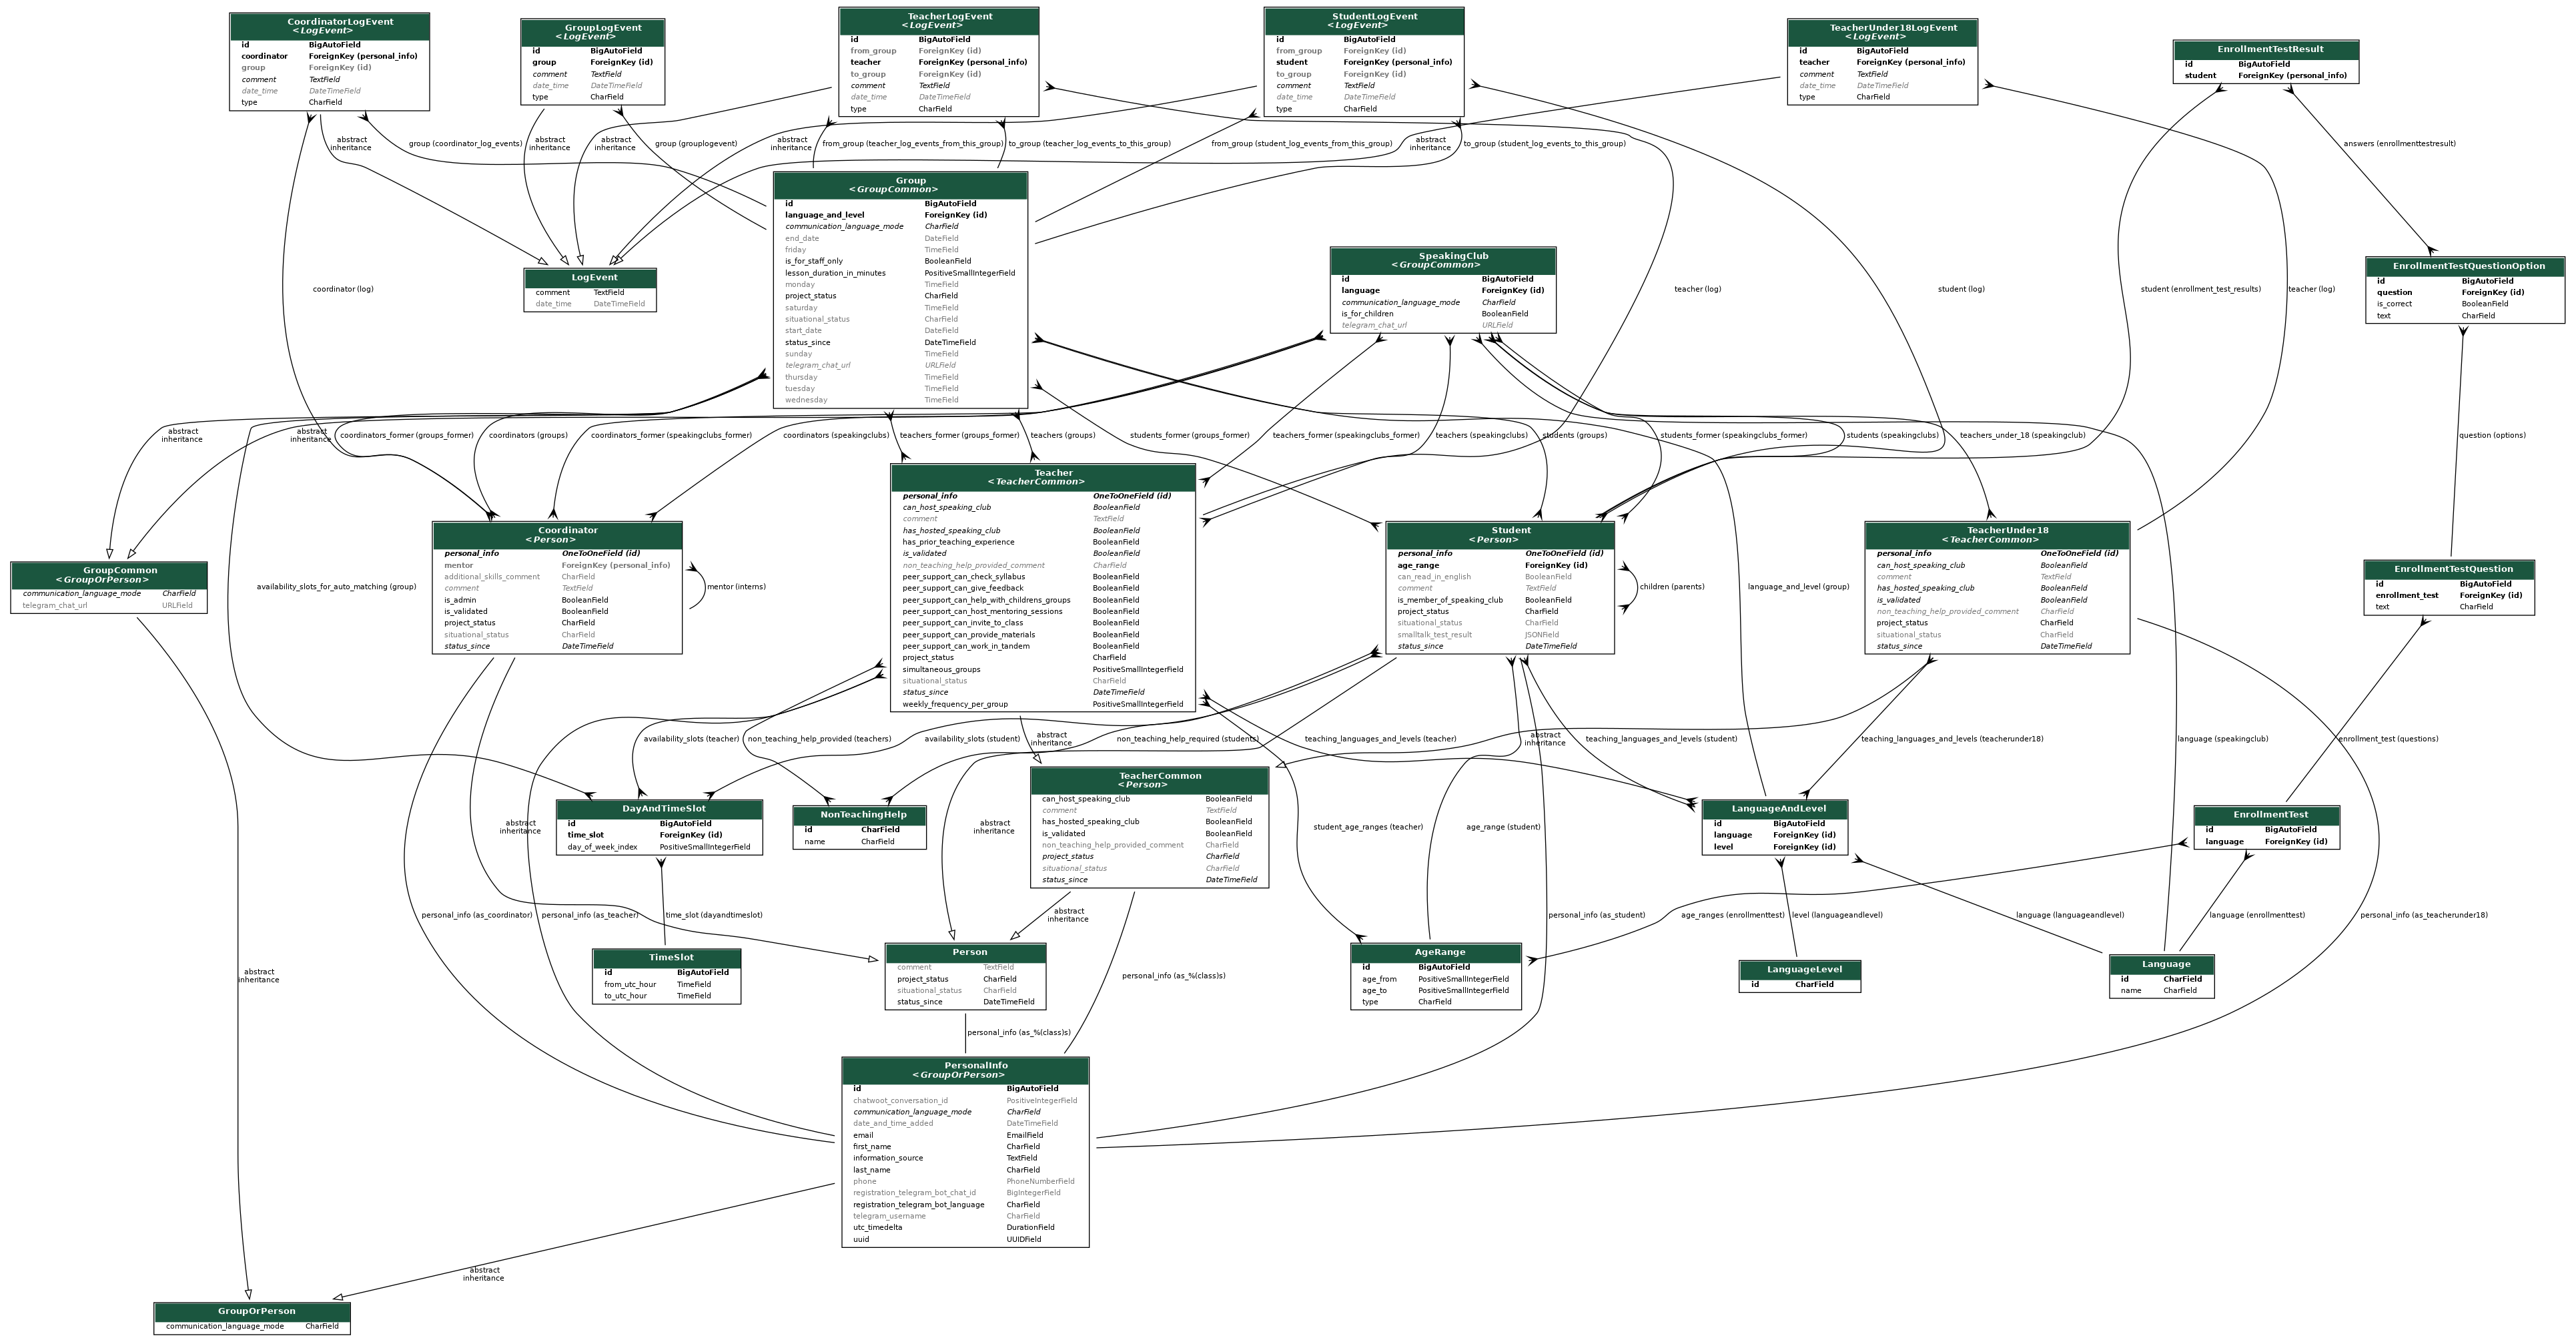 CoordinatorLogEvent
<LogEvent>
id BigAutoField
coordinator ForeignKey (personal_info)
group ForeignKey (id)
comment TextField
date_time DateTimeField
type CharField
GroupLogEvent
<LogEvent>
id BigAutoField
group ForeignKey (id)
comment TextField
date_time DateTimeField
type CharField
TeacherLogEvent
<LogEvent>
id BigAutoField
from_group ForeignKey (id)
teacher ForeignKey (personal_info)
to_group ForeignKey (id)
comment TextField
date_time DateTimeField
type CharField
StudentLogEvent
<LogEvent>
id BigAutoField
from_group ForeignKey (id)
student ForeignKey (personal_info)
to_group ForeignKey (id)
comment TextField
date_time DateTimeField
type CharField
TeacherUnder18LogEvent
<LogEvent>
id BigAutoField
teacher ForeignKey (personal_info)
comment TextField
date_time DateTimeField
type CharField
EnrollmentTestResult
id BigAutoField
student ForeignKey (personal_info)
abstract
inheritance
group (coordinator_log_events)
abstract
inheritance
abstract
inheritance
group (grouplogevent)
abstract
inheritance
from_group (teacher_log_events_from_this_group)
to_group (teacher_log_events_to_this_group)
from_group (student_log_events_from_this_group)
abstract
inheritance
to_group (student_log_events_to_this_group)
answers (enrollmenttestresult)
Group
<GroupCommon>
id BigAutoField
language_and_level ForeignKey (id)
communication_language_mode CharField
end_date DateField
friday TimeField
is_for_staff_only BooleanField
lesson_duration_in_minutes PositiveSmallIntegerField
monday TimeField
project_status CharField
saturday TimeField
situational_status CharField
start_date DateField
status_since DateTimeField
sunday TimeField
telegram_chat_url URLField
thursday TimeField
tuesday TimeField
wednesday TimeField
LogEvent
comment TextField
date_time DateTimeField
SpeakingClub
<GroupCommon>
id BigAutoField
language ForeignKey (id)
communication_language_mode CharField
is_for_children BooleanField
telegram_chat_url URLField
EnrollmentTestQuestionOption
id BigAutoField
question ForeignKey (id)
is_correct BooleanField
text CharField
coordinator (log)
teacher (log)
student (log)
student (enrollment_test_results)
teacher (log)
abstract
inheritance
abstract
inheritance
coordinators_former (groups_former)
coordinators (groups)
coordinators_former (speakingclubs_former)
coordinators (speakingclubs)
teachers_former (groups_former)
teachers (groups)
students_former (groups_former)
teachers_former (speakingclubs_former)
teachers (speakingclubs)
students (groups)
students_former (speakingclubs_former)
students (speakingclubs)
teachers_under_18 (speakingclub)
question (options)
Teacher
<TeacherCommon>
personal_info OneToOneField (id)
can_host_speaking_club BooleanField
comment TextField
has_hosted_speaking_club BooleanField
has_prior_teaching_experience BooleanField
is_validated BooleanField
non_teaching_help_provided_comment CharField
peer_support_can_check_syllabus BooleanField
peer_support_can_give_feedback BooleanField
peer_support_can_help_with_childrens_groups BooleanField
peer_support_can_host_mentoring_sessions BooleanField
peer_support_can_invite_to_class BooleanField
peer_support_can_provide_materials BooleanField
peer_support_can_work_in_tandem BooleanField
project_status CharField
simultaneous_groups PositiveSmallIntegerField
situational_status CharField
status_since DateTimeField
weekly_frequency_per_group PositiveSmallIntegerField
Coordinator
<Person>
personal_info OneToOneField (id)
mentor ForeignKey (personal_info)
additional_skills_comment CharField
comment TextField
is_admin BooleanField
is_validated BooleanField
project_status CharField
situational_status CharField
status_since DateTimeField
mentor (interns)
Student
<Person>
personal_info OneToOneField (id)
age_range ForeignKey (id)
can_read_in_english BooleanField
comment TextField
is_member_of_speaking_club BooleanField
project_status CharField
situational_status CharField
smalltalk_test_result JSONField
status_since DateTimeField
children (parents)
language_and_level (group)
TeacherUnder18
<TeacherCommon>
personal_info OneToOneField (id)
can_host_speaking_club BooleanField
comment TextField
has_hosted_speaking_club BooleanField
is_validated BooleanField
non_teaching_help_provided_comment CharField
project_status CharField
situational_status CharField
status_since DateTimeField
GroupCommon
<GroupOrPerson>
communication_language_mode CharField
telegram_chat_url URLField
availability_slots_for_auto_matching (group)
EnrollmentTestQuestion
id BigAutoField
enrollment_test ForeignKey (id)
text CharField
availability_slots (teacher)
non_teaching_help_provided (teachers)
availability_slots (student)
abstract
inheritance
non_teaching_help_required (students)
teaching_languages_and_levels (teacher)
abstract
inheritance
teaching_languages_and_levels (student)
teaching_languages_and_levels (teacherunder18)
language (speakingclub)
enrollment_test (questions)
DayAndTimeSlot
id BigAutoField
time_slot ForeignKey (id)
day_of_week_index PositiveSmallIntegerField
NonTeachingHelp
id CharField
name CharField
TeacherCommon
<Person>
can_host_speaking_club BooleanField
comment TextField
has_hosted_speaking_club BooleanField
is_validated BooleanField
non_teaching_help_provided_comment CharField
project_status CharField
situational_status CharField
status_since DateTimeField
LanguageAndLevel
id BigAutoField
language ForeignKey (id)
level ForeignKey (id)
EnrollmentTest
id BigAutoField
language ForeignKey (id)
abstract
inheritance
abstract
inheritance
student_age_ranges (teacher)
age_range (student)
personal_info (as_coordinator)
personal_info (as_teacher)
time_slot (dayandtimeslot)
abstract
inheritance
personal_info (as_student)
age_ranges (enrollmenttest)
level (languageandlevel)
language (languageandlevel)
language (enrollmenttest)
personal_info (as_teacherunder18)
abstract
inheritance
TimeSlot
id BigAutoField
from_utc_hour TimeField
to_utc_hour TimeField
Person
comment TextField
project_status CharField
situational_status CharField
status_since DateTimeField
personal_info (as_%(class)s)
AgeRange
id BigAutoField
age_from PositiveSmallIntegerField
age_to PositiveSmallIntegerField
type CharField
LanguageLevel
id CharField
Language
id CharField
name CharField
personal_info (as_%(class)s)
PersonalInfo
<GroupOrPerson>
id BigAutoField
chatwoot_conversation_id PositiveIntegerField
communication_language_mode CharField
date_and_time_added DateTimeField
email EmailField
first_name CharField
information_source TextField
last_name CharField
phone PhoneNumberField
registration_telegram_bot_chat_id BigIntegerField
registration_telegram_bot_language CharField
telegram_username CharField
utc_timedelta DurationField
uuid UUIDField
abstract
inheritance
GroupOrPerson
communication_language_mode CharField